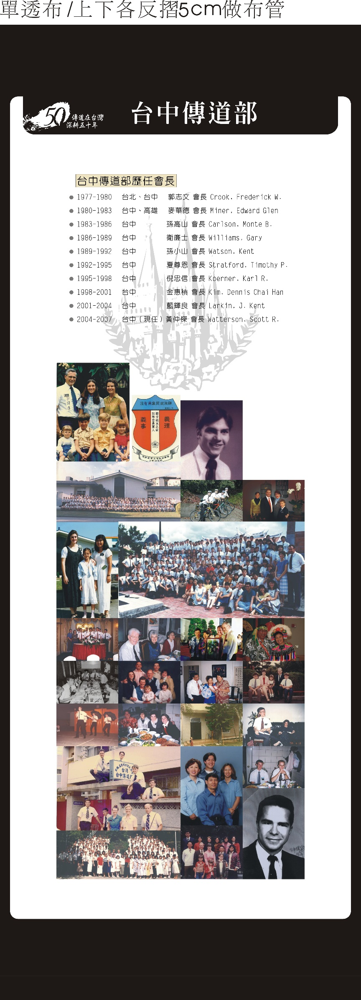 單透布/上下各反摺5cm做布管
50
傳道在台灣
深耕五十年
台中傳道部
台中傳道部歷任會長
1977-1980 台北、台中 郭志文 會長 Crook, Frederick W.
1980-1983 台中、高雄 麥華德 會長 Miner, Edward Glen
1983-1986 台中 孫高山 會長 Carlson, Monte B.
1986-1989 台中 衛廉士 會長 Williams, Gary
1989-1992 台中 孫小山 會長 Watson, Kent
1992-1995 台中 夏尊恩 會長 Stratford, Timothy P.
1995-1998 台中 倪忠信 會長 Koerner, Karl R.
1998-2001 台中 金惠積 會長 Kim, Dennis Chai Han
2001-2004 台中 藍輝良 會長 Larkin, J. Kent
2004-2007 台中(現任)黃仲傑 會長 Watterson, Scott R.
義事
義理
台灣
台中傳道